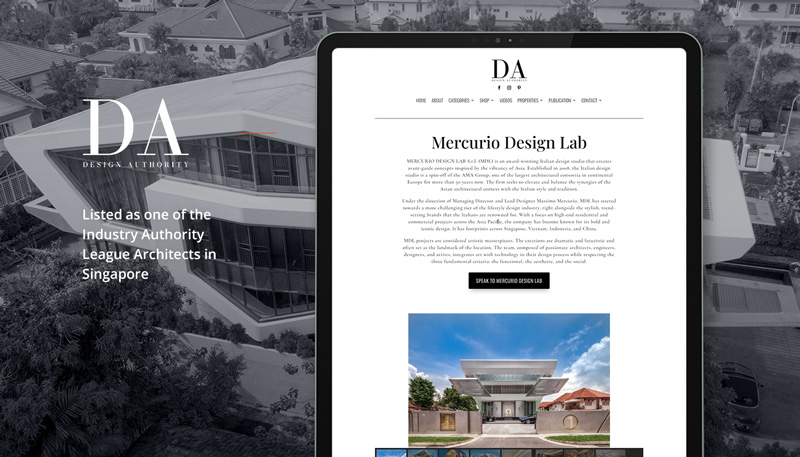 DA
DESIGN AUTHORITY
Listed as one of the
Industry Authority
League Architects in
Singapore
DA
DESIGN AUTHORITY
HOME ABOUT CATEGORIES SHOP VIDEOS PROPERTIES PUBLICATION CONTACT
Mercurio Design Lab
MERCURIO DESIGN LAB S.r.l. (MDL) is an award-winning Italian design studio that creates
avant-garde concepts inspired by the vibrancy of Asia. Established in 2008, the Italian design
studio is a spin-off of the AMA Group, one of the largest architectural consortia in continental
Europe for more than 30 years now. The firm seeks to elevate and balance the synergies of the
Asian architectural context with the Italian style and tradition.
Under the direction of Managing Director and Lead Designer Massimo Mercurio, MDL has steered
towards a more challenging tier of the lifestyle design industry, right alongside the stylish, trend-
setting brands that the Italians are renowned for. With a focus on high-end residential and
commercial projects across the Asia Pacific, the company has become known for its bold and
iconic design. It has footprints across Singapore, Vietnam, Indonesia, and China.
MDL projects are considered artistic masterpieces. The creations are dramatic and futuristic and
often set as the landmark of the location. The team, composed of passionate architects, engineers,
designers, and artists, integrates art with technology in their design process while respecting the
three fundamental criteria: the functional, the aesthetic, and the social.
SPEAK TO MERCURIO DESIGN LAB